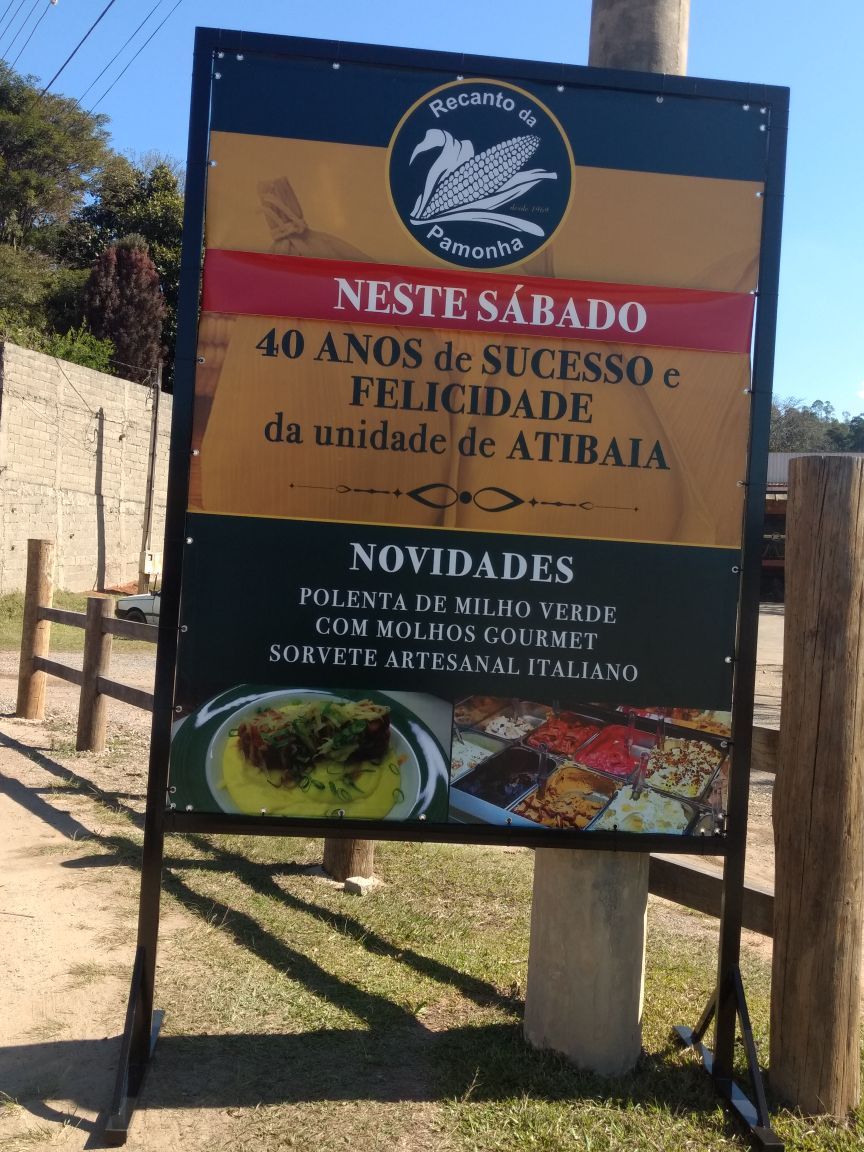 Recanto da
desde 1968
Pamonha
NESTE SÁBADO
40 ANOS de SUCESSO e
FELICIDADE
da unidade de ATIBAIA
NOVIDADES
POLENTA DE MILHO VERDE
COM MOLHOS GOURMET
SORVETE ARTESANAL ITALIANO